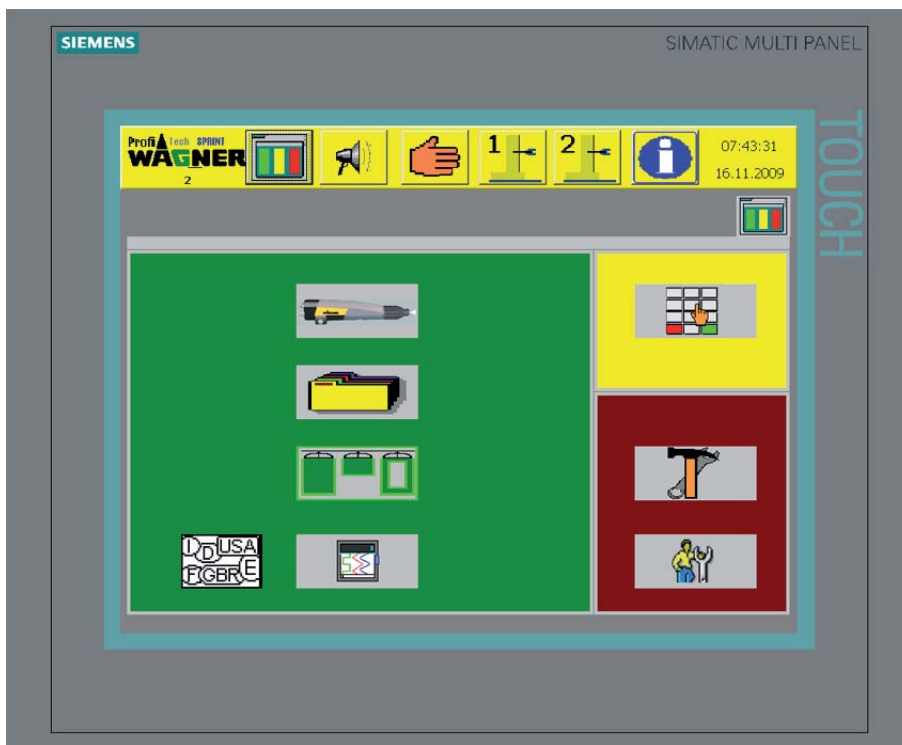 SIEMENS
SIMATIC MULTI PANEL
TOUCH
Profi Tech SPRINT
WAGNER
2
1
2
07:43:31
16.11.2009
I D USA
F GBR E